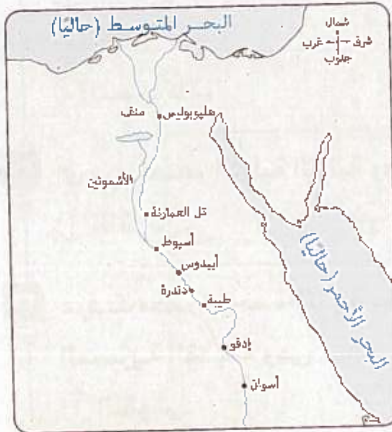 البحر المتوسط (حاليًا)
شمال
شرق غرب
جنوب
هليوبوليس
منف
الأشمونين
تل العمارنة
أسيوط
أبيدوس
دندرة
طيبة
إدفو
أسوان
البحر الأحمر (حاليًا)